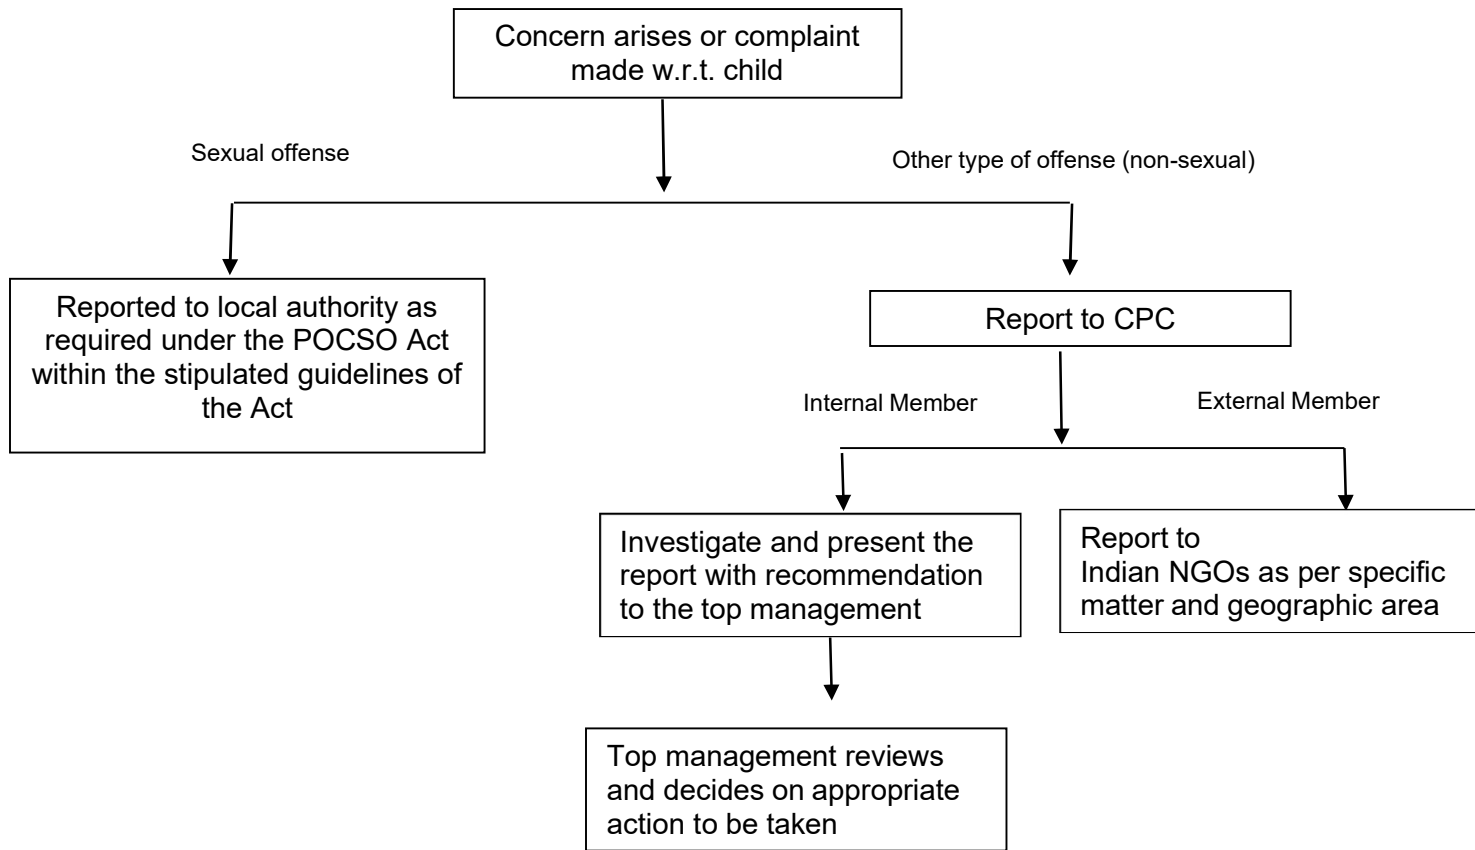 Concern arises or complaint
made w.r.t. child
Sexual offense
Other type of offense (non-sexual)
Reported to local authority as
required under the POCSO Act
within the stipulated guidelines of
the Act
Report to CPC
Internal Member
External Member
Investigate and present the
report with recommendation
to the top management
Report to
Indian NGOs as per specific
matter and geographic area
Top management reviews
and decides on appropriate
action to be taken